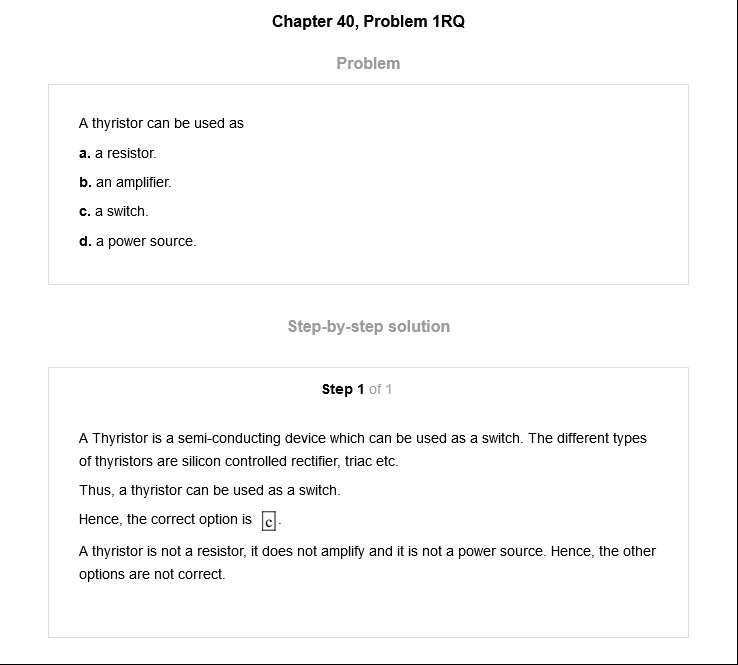 Chapter 40, Problem 1RQ
Problem
A thyristor can be used as
a. a resistor.
b. an amplifier.
c. a switch.
d. a power source.
Step-by-step solution
Step 1 of 1
A Thyristor is a semi-conducting device which can be used as a switch. The different types
of thyristors are silicon controlled rectifier, triac etc.
Thus, a thyristor can be used as a switch.
Hence, the correct option is c.
A thyristor is not a resistor, it does not amplify and it is not a power source. Hence, the other
options are not correct.